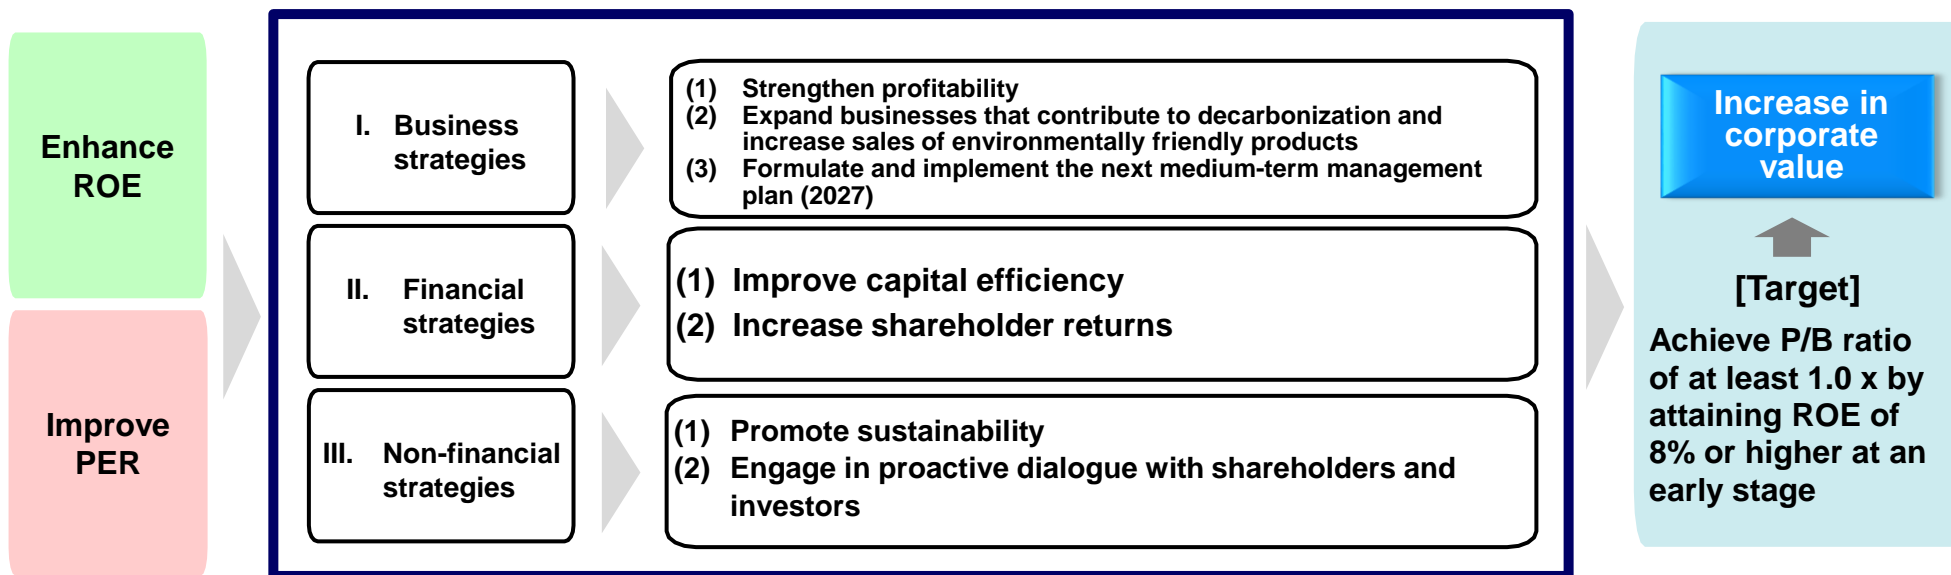 Enhance
ROE
Improve
PER
I. Business
strategies
(1) Strengthen profitability
(2) Expand businesses that contribute to decarbonization and
increase sales of environmentally friendly products
(3) Formulate and implement the next medium-term management
plan (2027)
II. Financial
strategies
(1) Improve capital efficiency
(2) Increase shareholder returns
III. Non-financial
strategies
(1) Promote sustainability
(2) Engage in proactive dialogue with shareholders and
investors
Increase in
corporate
value
[Target]
Achieve P/B ratio
of at least 1.0 x by
attaining ROE of
8% or higher at an
early stage